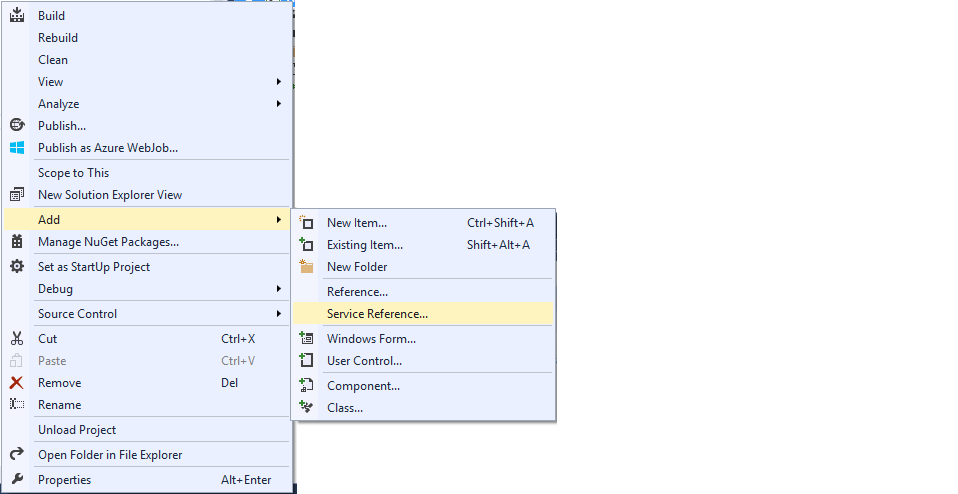 Build
Rebuild
Clean
View
Analyze
Publish...
Publish as Azure WebJob...
Scope to This
New Solution Explorer View
Add
Manage NuGet Packages...
Set as StartUp Project
Debug
Source Control
Cut Ctrl+X
Paste Ctrl+V
Remove Del
Rename
Unload Project
Open Folder in File Explorer
Properties Alt+Enter
New Item... Ctrl+Shift+A
Existing Item... Shift+Alt+A
New Folder
Reference...
Service Reference...
Windows Form...
User Control...
Component...
Class...